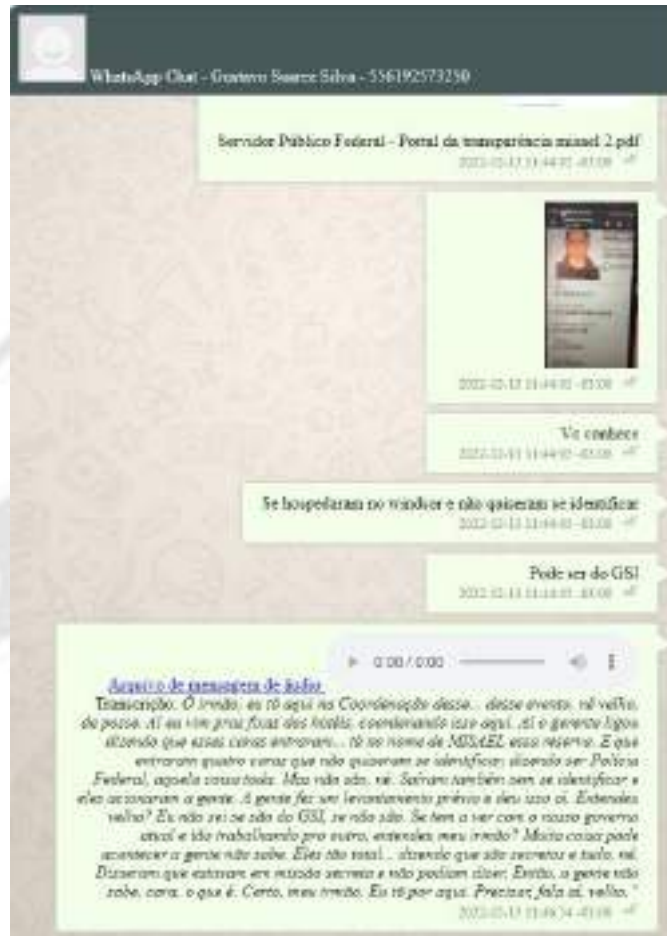 WhatsApp Chat - Gustavo Suarez Silva - 556192573250
Servidor Público Federal - Portal da transparência misael 2.pdf
Vc conhece
Se hospedaram no windsor e não quiseram se identificar
Pode ser do GSI
0:00 / 0:00
Arquivo de mensagem de áudio
Transcrição: Ô irmão, eu tô aqui na Coordenação desse... desse evento, né velho,
da posse. Aí eu vim pras fixas dos hotéis, coordenando isso aqui. Aí o gerente ligou
dizendo que esses caras entraram... tá no nome de MISAEL essa reserva. E que
entraram quatro caras que não quiseram se identificar, dizendo ser Polícia
Federal, aquela coisa toda. Mas não são, né. Saíram também sem se identificar e
eles acionaram a gente. A gente fez um levantamento prévio e deu isso aí. Entendeu
velho? Eu não sei se são do GSI, se não são. Se tem a ver com o nosso governo
atual e tão trabalhando pro outro, entendeu meu irmão? Muita coisa pode
acontecer a gente não sabe. Eles tão total... dizendo que são secretos e tudo, né.
Disseram que estavam em missão secreta e não podiam dizer. Então, a gente não
sabe, cara, o que é. Certo, meu irmão. Eu tô por aqui. Precisar, fala aí, velho."